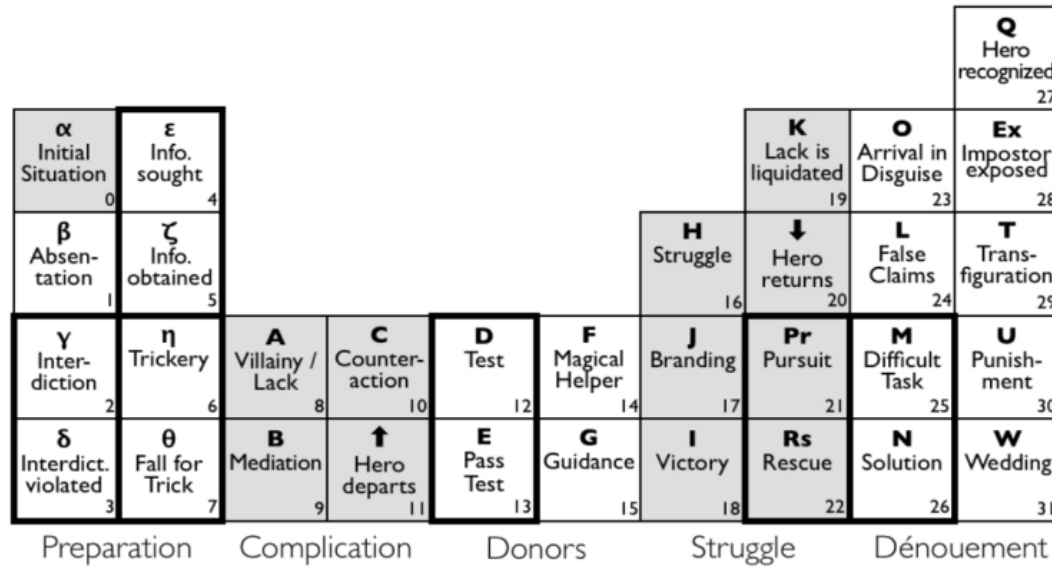 Q
Hero
recognized
27
α
Initial
Situation
0
ε
Info.
sought
4
K
Lack is
liquidated
19
O
Arrival in
Disguise
23
Ex
Impostor
exposed
28
β
Absen-
tation
1
ζ
Info.
obtained
5
H
Struggle
16
↓
Hero
returns
20
L
False
Claims
24
T
Trans-
figuration
29
γ
Inter-
diction
2
η
Trickery
6
A
Villainy /
Lack
8
C
Counter-
action
10
D
Test
12
F
Magical
Helper
14
J
Branding
17
Pr
Pursuit
21
M
Difficult
Task
25
U
Punish-
ment
30
δ
Interdict.
violated
3
θ
Fall for
Trick
7
B
Mediation
9
↑
Hero
departs
11
E
Pass
Test
13
G
Guidance
15
I
Victory
18
Rs
Rescue
22
N
Solution
26
W
Wedding
31
Preparation
Complication
Donors
Struggle
Dénouement